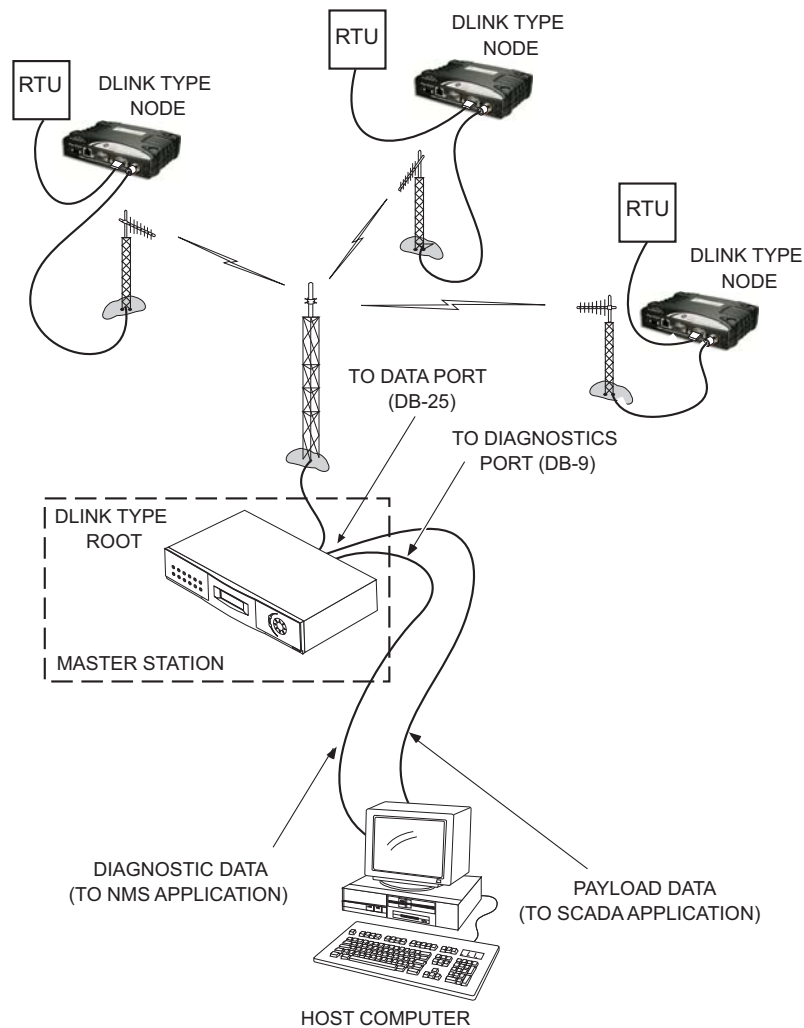 RTU
DLINK TYPE
NODE
RTU
DLINK TYPE
NODE
RTU
DLINK TYPE
NODE
TO DATA PORT
(DB-25)
TO DIAGNOSTICS
PORT (DB-9)
DLINK TYPE
ROOT
MASTER STATION
DIAGNOSTIC DATA
(TO NMS APPLICATION)
PAYLOAD DATA
(TO SCADA APPLICATION)
HOST COMPUTER